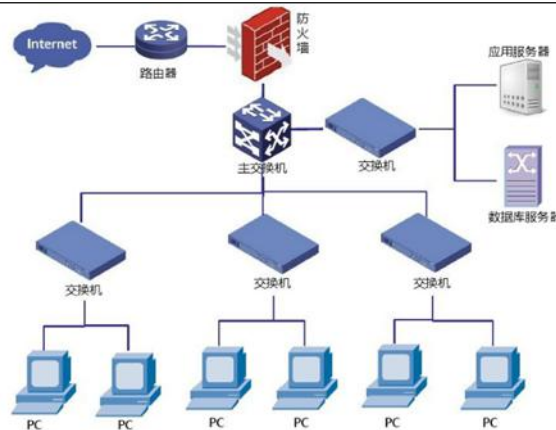 Internet
路由器
防
火
墙
应用服务器
主交换机
交换机
数据库服务器
交换机
交换机
交换机
PC
PC
PC
PC
PC
PC